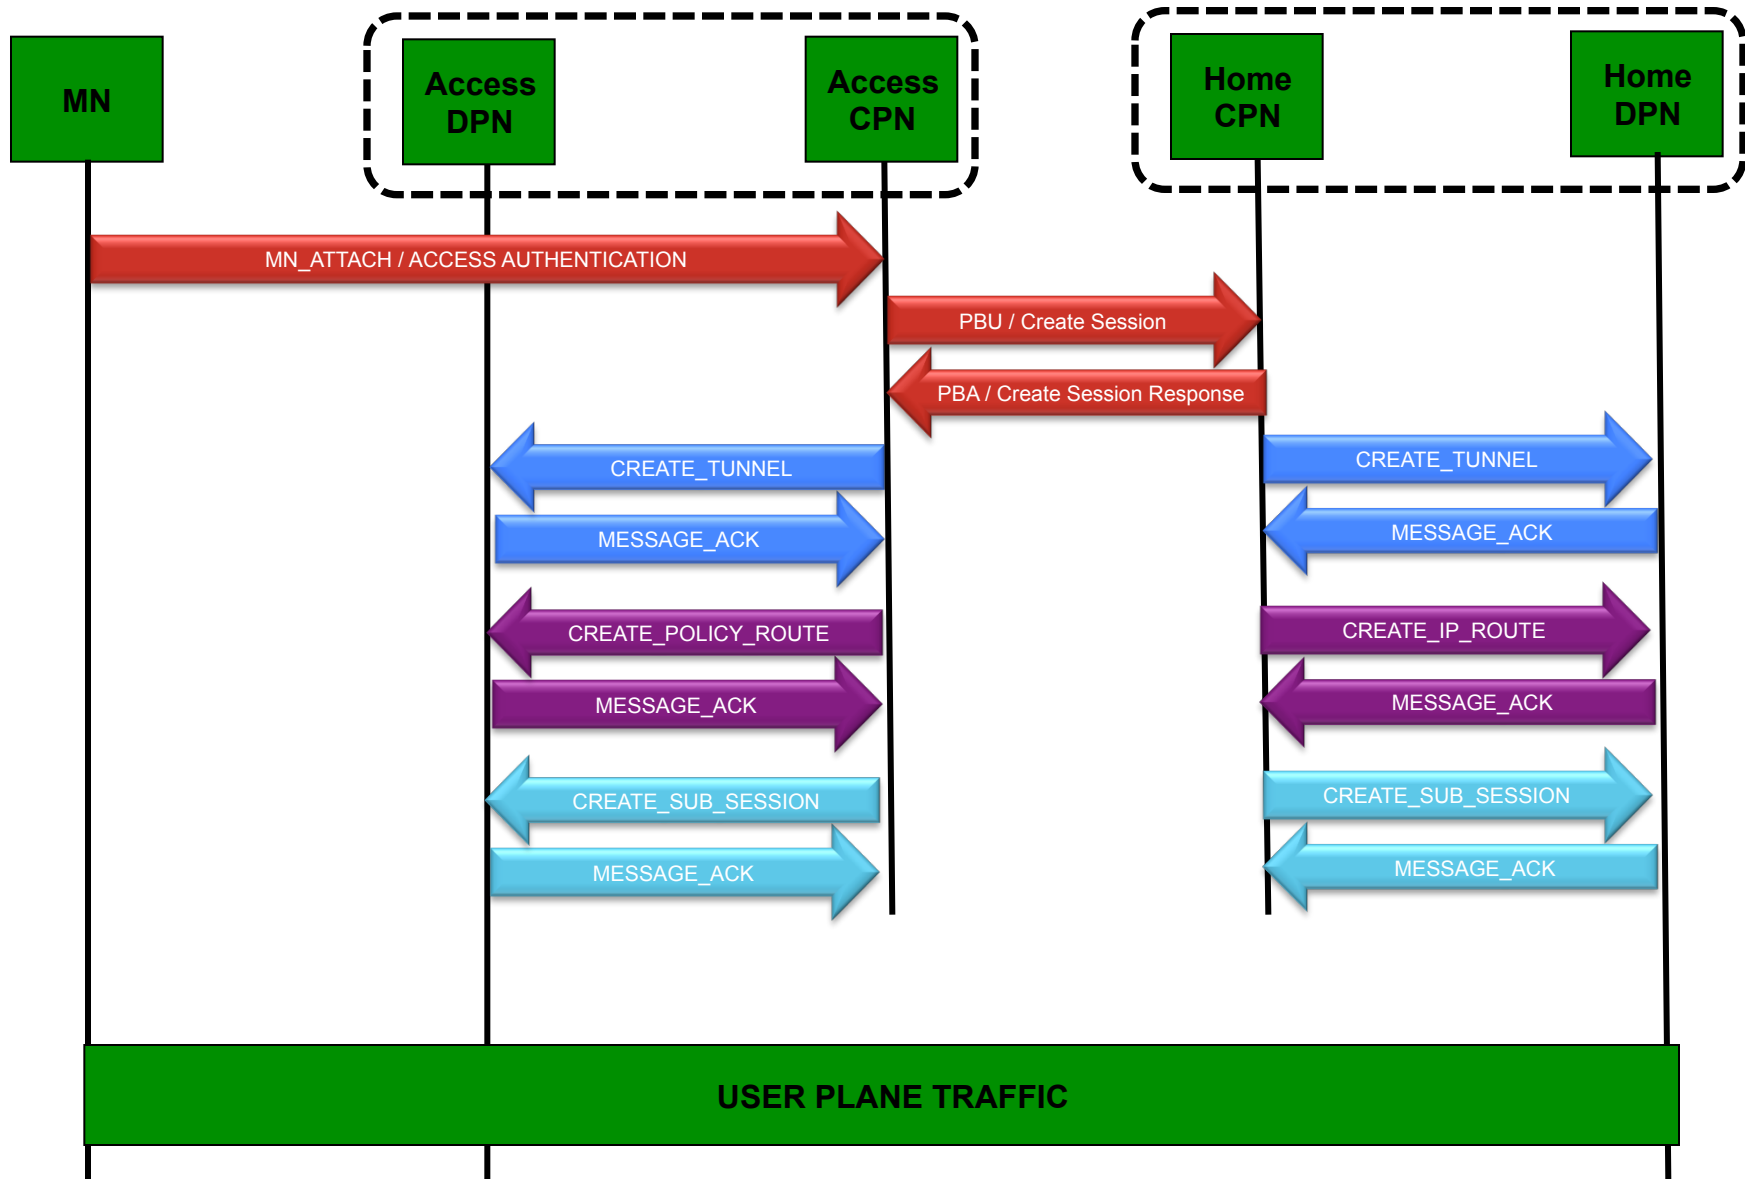 MN
Access
DPN
Access
CPN
Home
CPN
Home
DPN
MN_ATTACH / ACCESS AUTHENTICATION
PBU / Create Session
PBA / Create Session Response
CREATE_TUNNEL
CREATE_TUNNEL
MESSAGE_ACK
MESSAGE_ACK
CREATE_POLICY_ROUTE
CREATE_IP_ROUTE
MESSAGE_ACK
MESSAGE_ACK
CREATE_SUB_SESSION
CREATE_SUB_SESSION
MESSAGE_ACK
MESSAGE_ACK
USER PLANE TRAFFIC